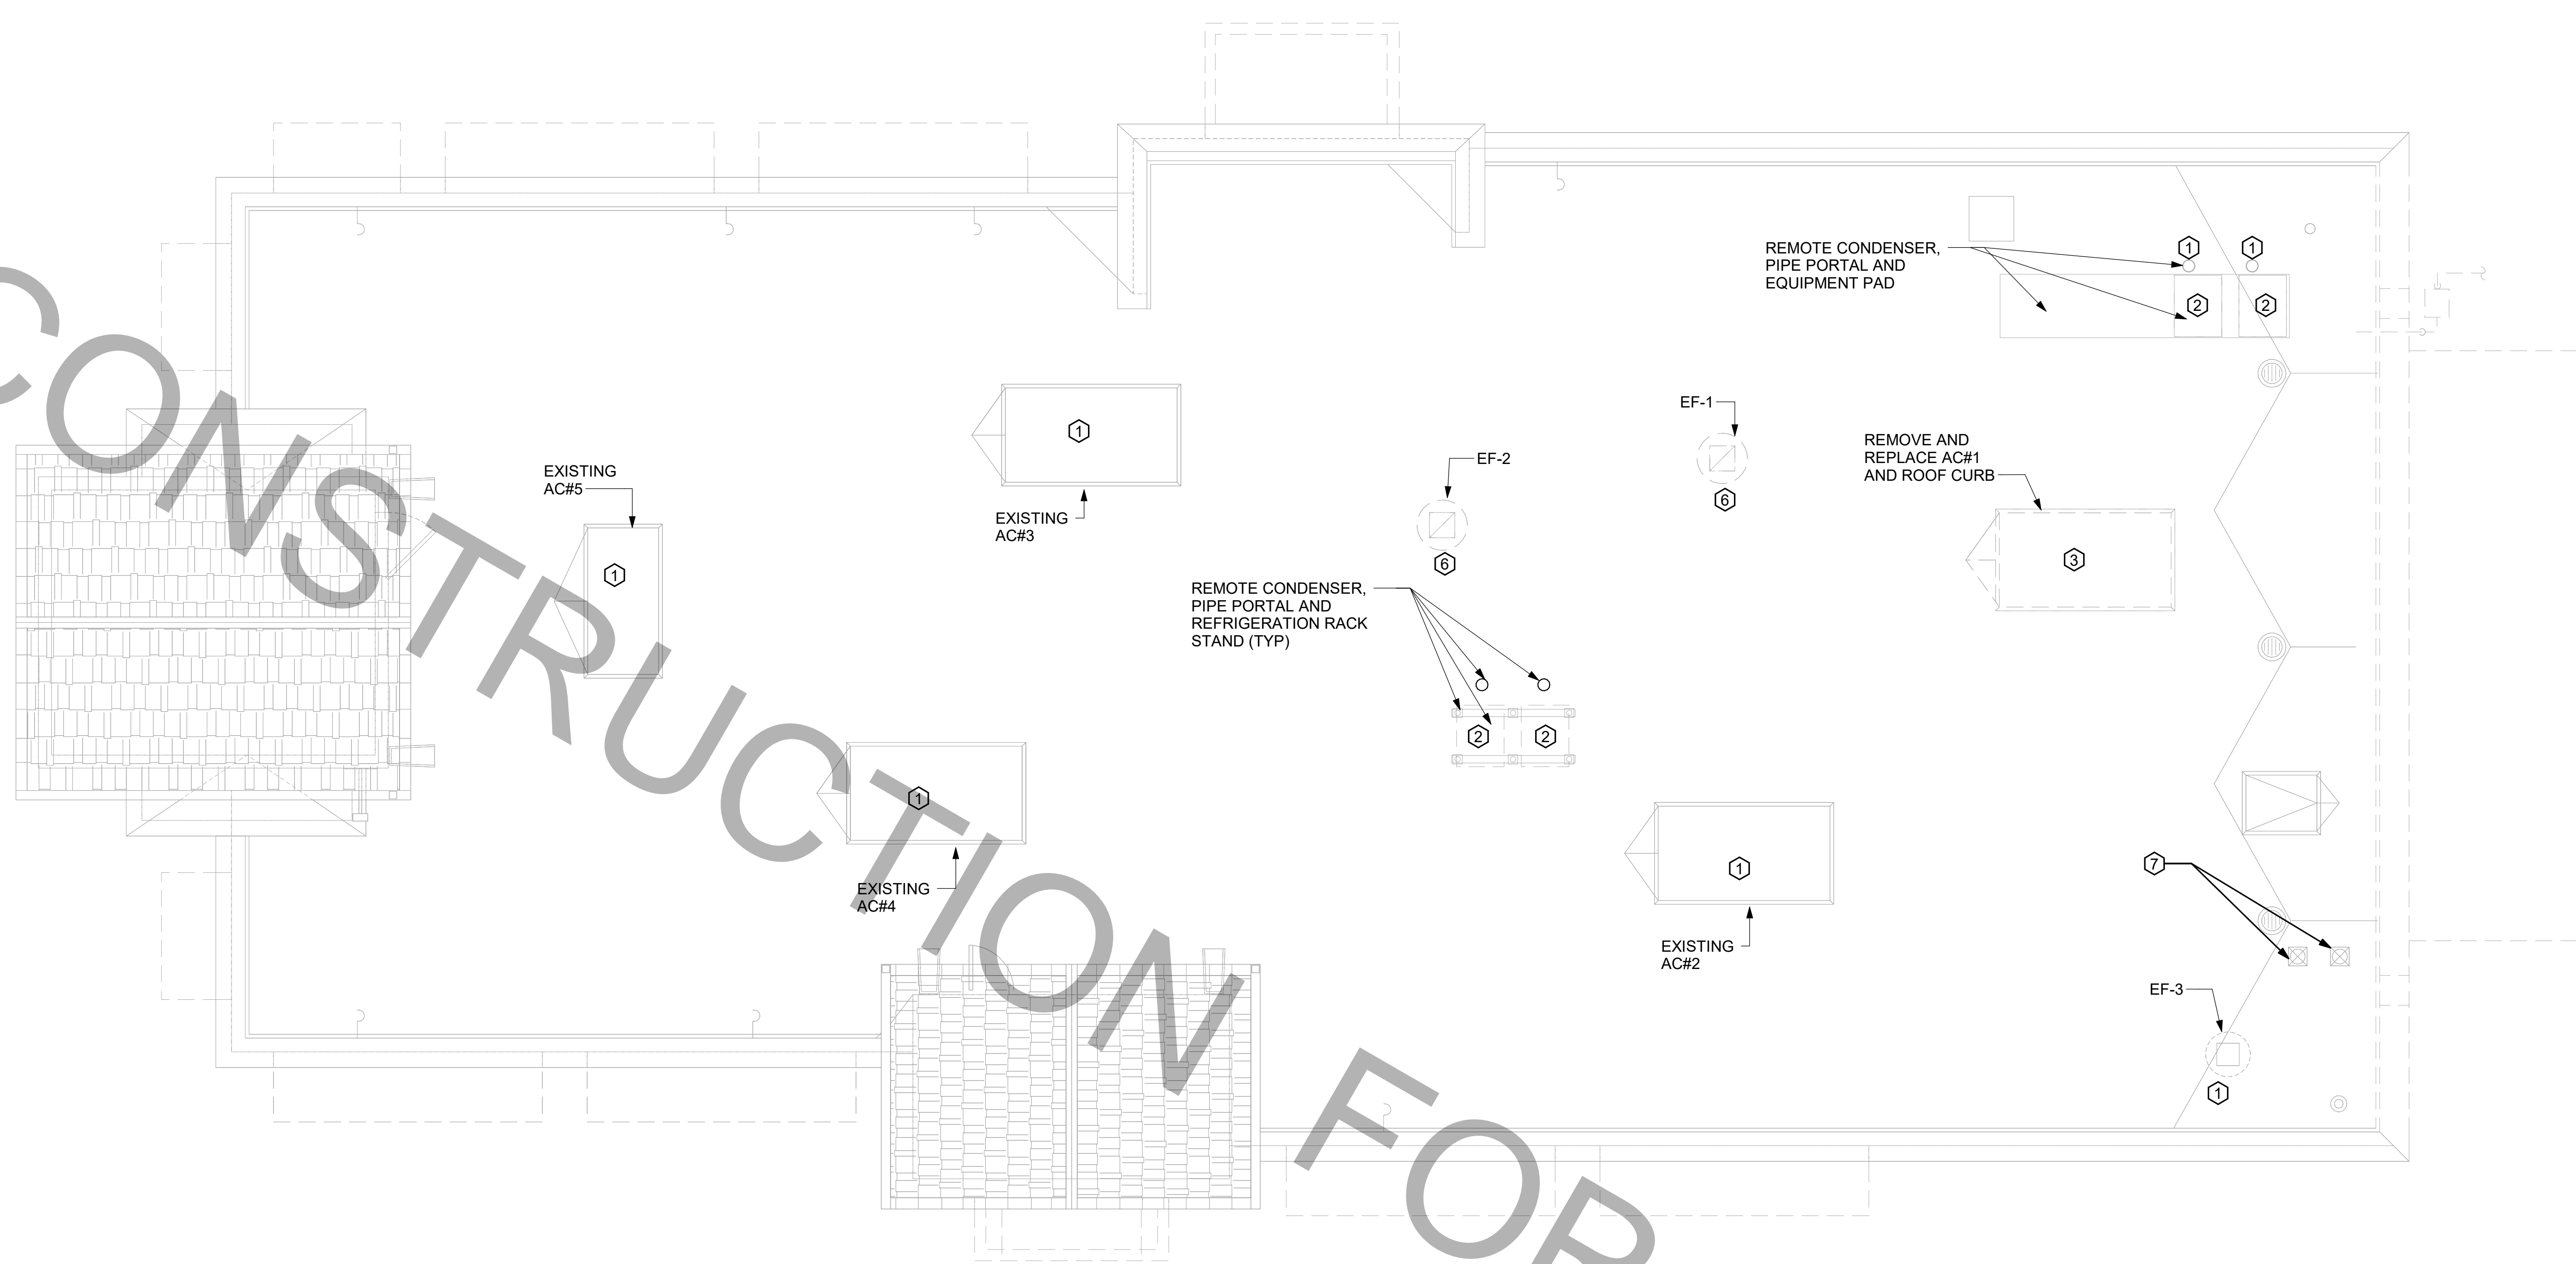 REMOTE CONDENSER,
PIPE PORTAL AND
EQUIPMENT PAD
1
1
2
2
EF-1
6
EF-2
6
REMOVE AND
REPLACE AC#1
AND ROOF CURB
3
1
EXISTING
AC#3
EXISTING
AC#5
1
REMOTE CONDENSER,
PIPE PORTAL AND
REFRIGERATION RACK
STAND (TYP)
2
2
1
EXISTING
AC#4
1
EXISTING
AC#2
7
EF-3
1
CONSTRUCTION FOR